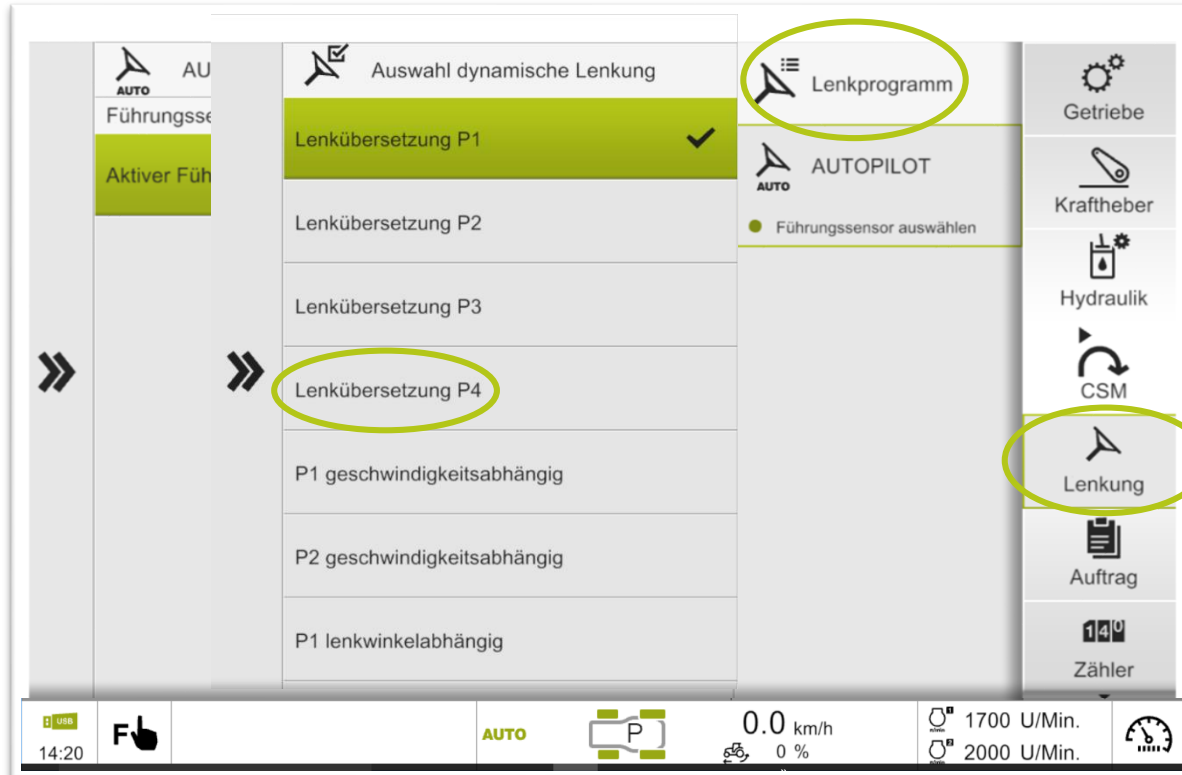 AUTO
AU
Führungsse
Aktiver Füh
Auswahl dynamische Lenkung
Lenkübersetzung P1
Lenkübersetzung P2
Lenkübersetzung P3
Lenkübersetzung P4
P1 geschwindigkeitsabhängig
P2 geschwindigkeitsabhängig
P1 lenkwinkelabhängig
Lenkprogramm
AUTO
AUTOPILOT
Führungssensor auswählen
Getriebe
Kraftheber
Hydraulik
CSM
Lenkung
Auftrag
140
Zähler
USB
14:20
F
AUTO
P
0.0 km/h
0 %
1 1700 U/Min.
2 2000 U/Min.